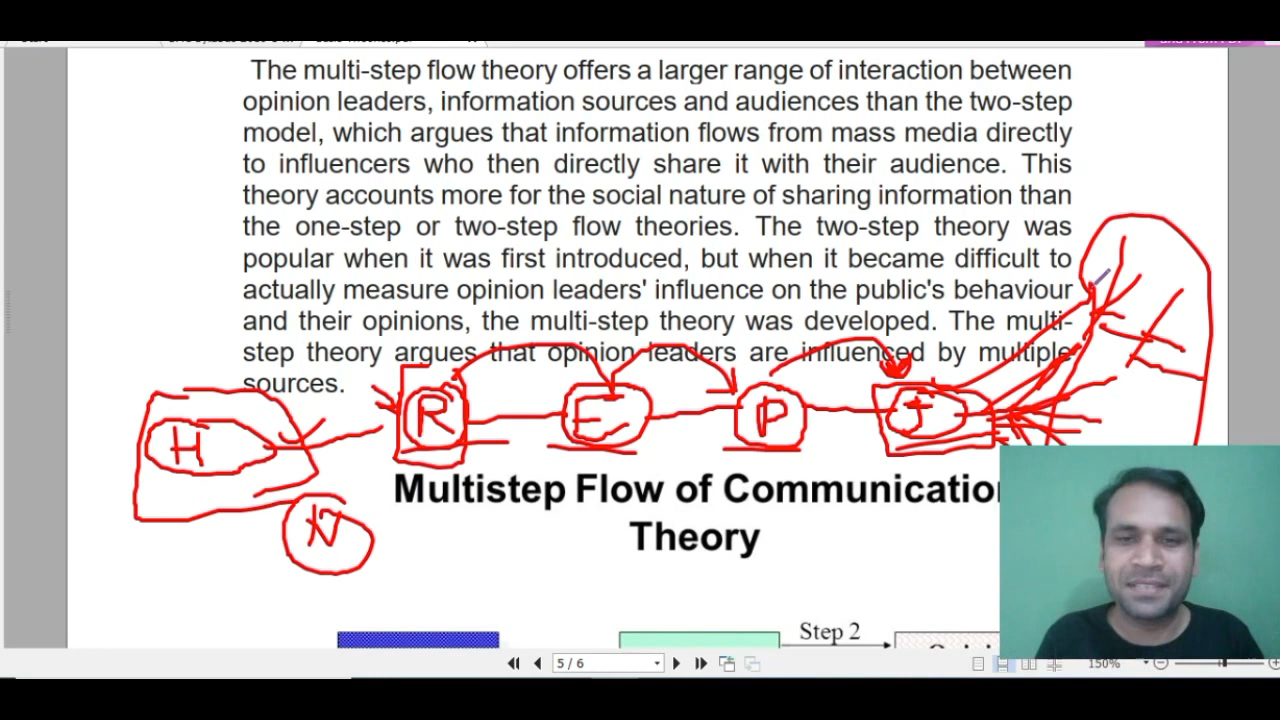 The multi-step flow theory offers a larger range of interaction between
opinion leaders, information sources and audiences than the two-step
model, which argues that information flows from mass media directly
to influencers who then directly share it with their audience. This
theory accounts more for the social nature of sharing information than
the one-step or two-step flow theories. The two-step theory was
popular when it was first introduced, but when it became difficult to
actually measure opinion leaders' influence on the public's behaviour
and their opinions, the multi-step theory was developed. The multi-
step theory argues that opinion leaders are influenced by multiple
sources.
H R E P J
N
Multistep Flow of Communication
Theory
Step 2
5 / 6
150%